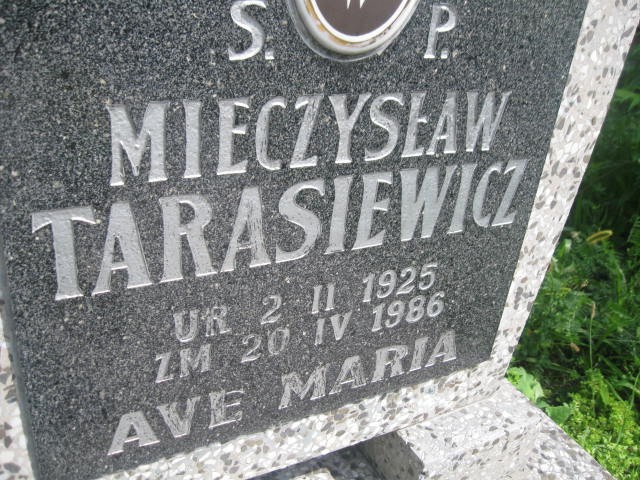 S. P.
MIECZYSŁAW
TARASIEWICZ
UR 2 II 1925
ZM 20 IV 1986
AVE MARIA